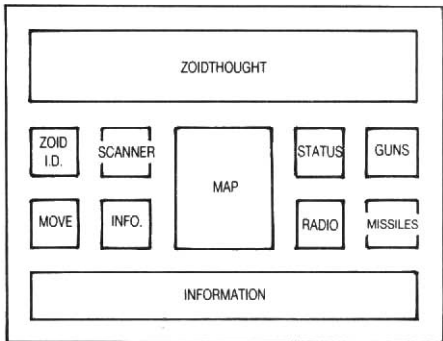 ZOIDTHOUGHT
ZOID
I.D.
SCANNER
MAP
STATUS
GUNS
MOVE
INFO.
RADIO
MISSILES
INFORMATION